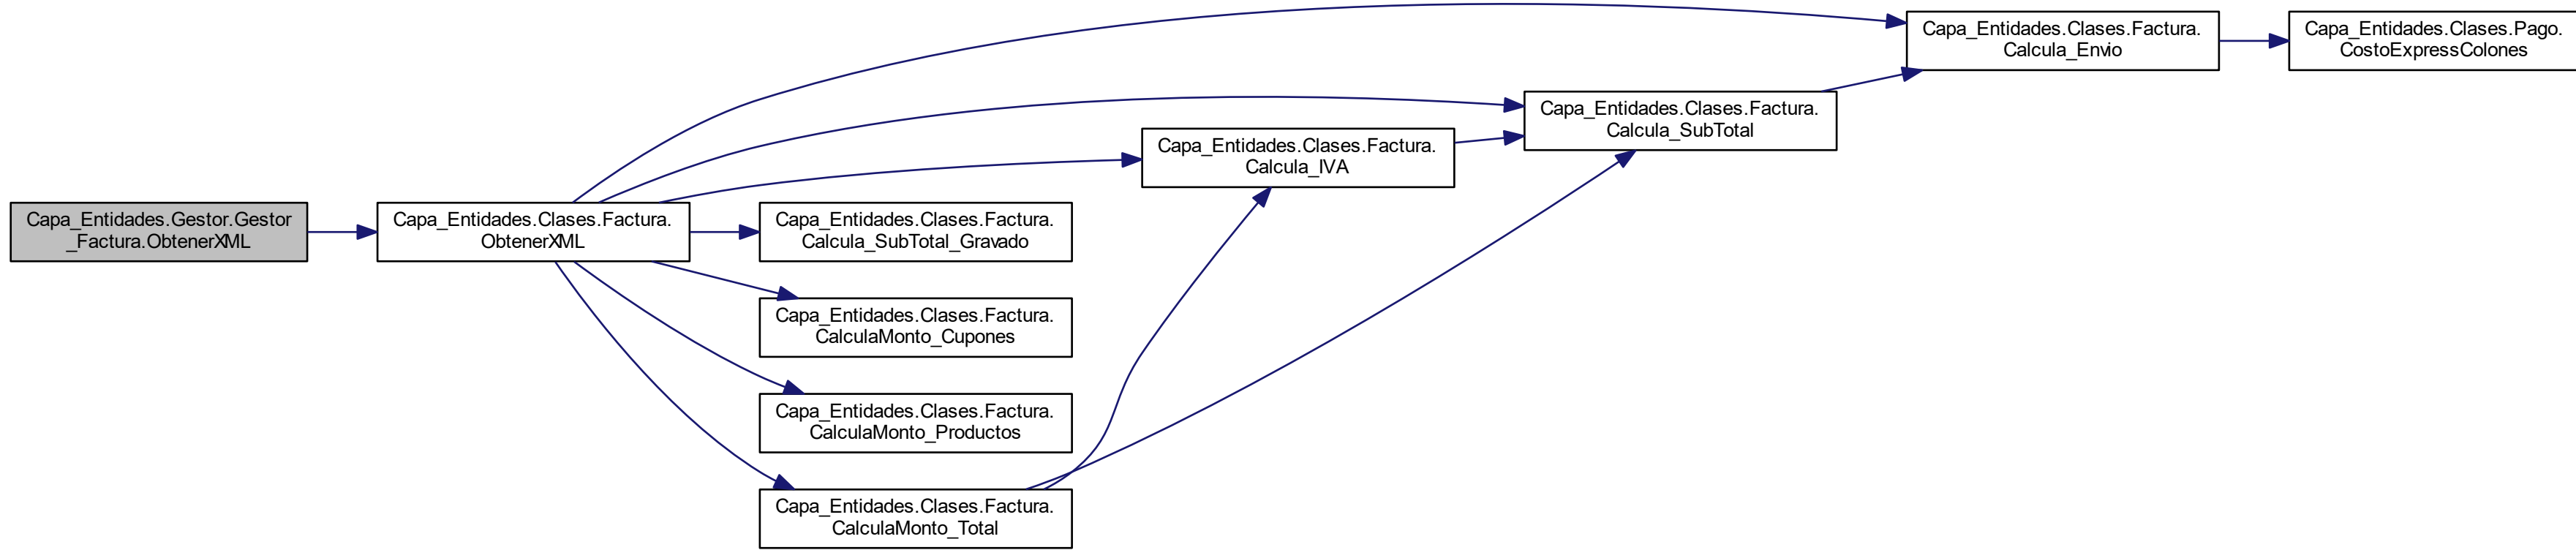 Capa_Entidades.Gestor.Gestor
_Factura.ObtenerXML
Capa_Entidades.Clases.Factura.
ObtenerXML
Capa_Entidades.Clases.Factura.
Calcula_Envio
Capa_Entidades.Clases.Pago.
CostoExpressColones
Capa_Entidades.Clases.Factura.
Calcula_SubTotal
Capa_Entidades.Clases.Factura.
Calcula_IVA
Capa_Entidades.Clases.Factura.
Calcula_SubTotal_Gravado
Capa_Entidades.Clases.Factura.
CalculaMonto_Cupones
Capa_Entidades.Clases.Factura.
CalculaMonto_Productos
Capa_Entidades.Clases.Factura.
CalculaMonto_Total